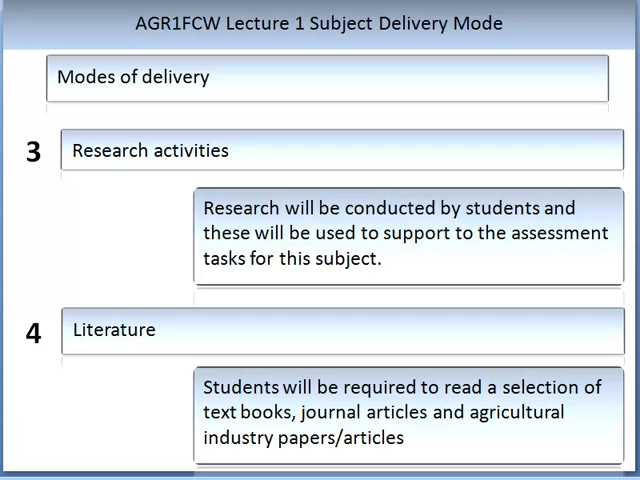 AGR1FCW Lecture 1 Subject Delivery Mode
Modes of delivery
3
Research activities
Research will be conducted by students and
these will be used to support to the assessment
tasks for this subject.
4
Literature
Students will be required to read a selection of
text books, journal articles and agricultural
industry papers/articles